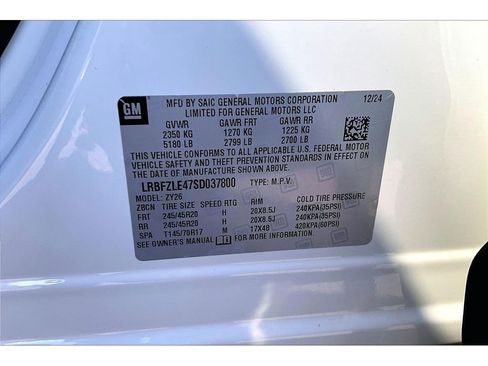 GM
MFD BY SAIC GENERAL MOTORS CORPORATION 12/24
LIMITED FOR GENERAL MOTORS LLC
GVWR GAWR FRT GAWR RR
2350 KG 1270 KG 1225 KG
5180 LB 2799 LB 2700 LB
THIS VEHICLE CONFORMS TO ALL APPLICABLE U.S. FEDERAL MOTOR
VEHICLE SAFETY AND THEFT PREVENTION STANDARDS IN EFFECT ON THE
DATE OF MANUFACTURE SHOWN ABOVE.
LRBFZLE47SD037000 TYPE: M.P.V.
MODEL: ZY26
ZBCN TIRE SIZE SPEED RTG RIM COLD TIRE PRESSURE
FRT 245/45R20 H 20X8.5J 240KPA(35PSI)
RR 245/45R20 H 20X8.5J 240KPA(35PSI)
SPA T145/70R17 M 17X4B 420KPA(60PSI)
SEE OWNER'S MANUAL FOR MORE INFORMATION.